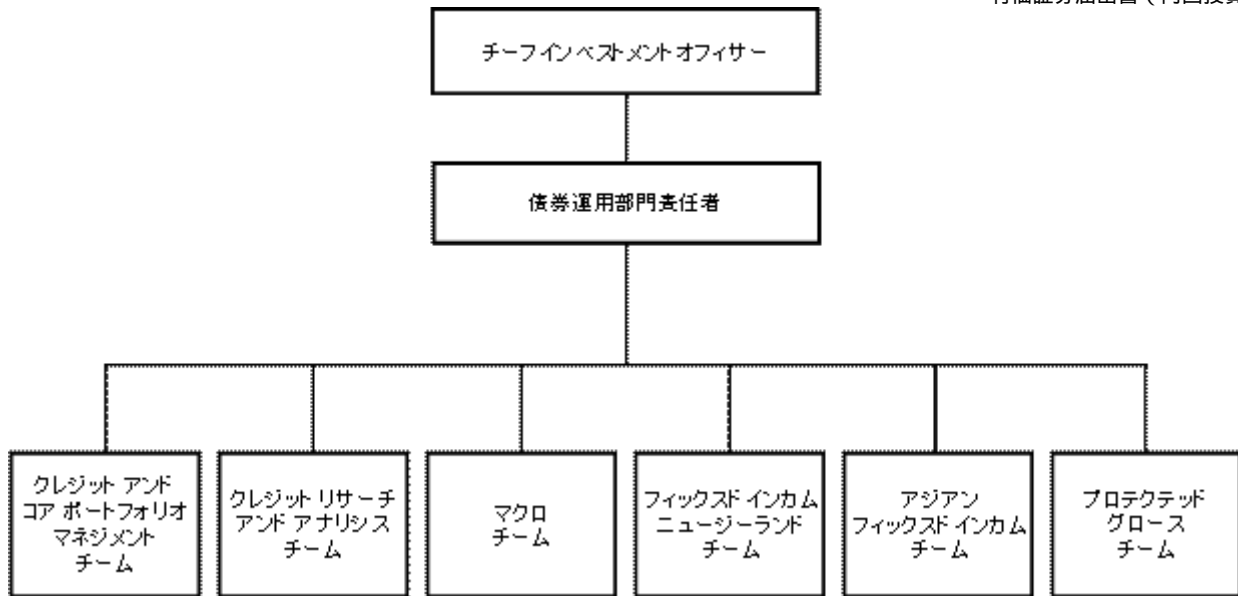 チーフインベストメントオフィサー
債券運用部門責任者
クレジット アンド
コア ポートフォリオ
マネジメント
チーム
クレジット リサーチ
アンド アナリシス
チーム
マクロ
チーム
フィックスド インカム
ニュージーランド
チーム
アジアン
フィックスド インカム
チーム
プロテクテッド
グロース
チーム